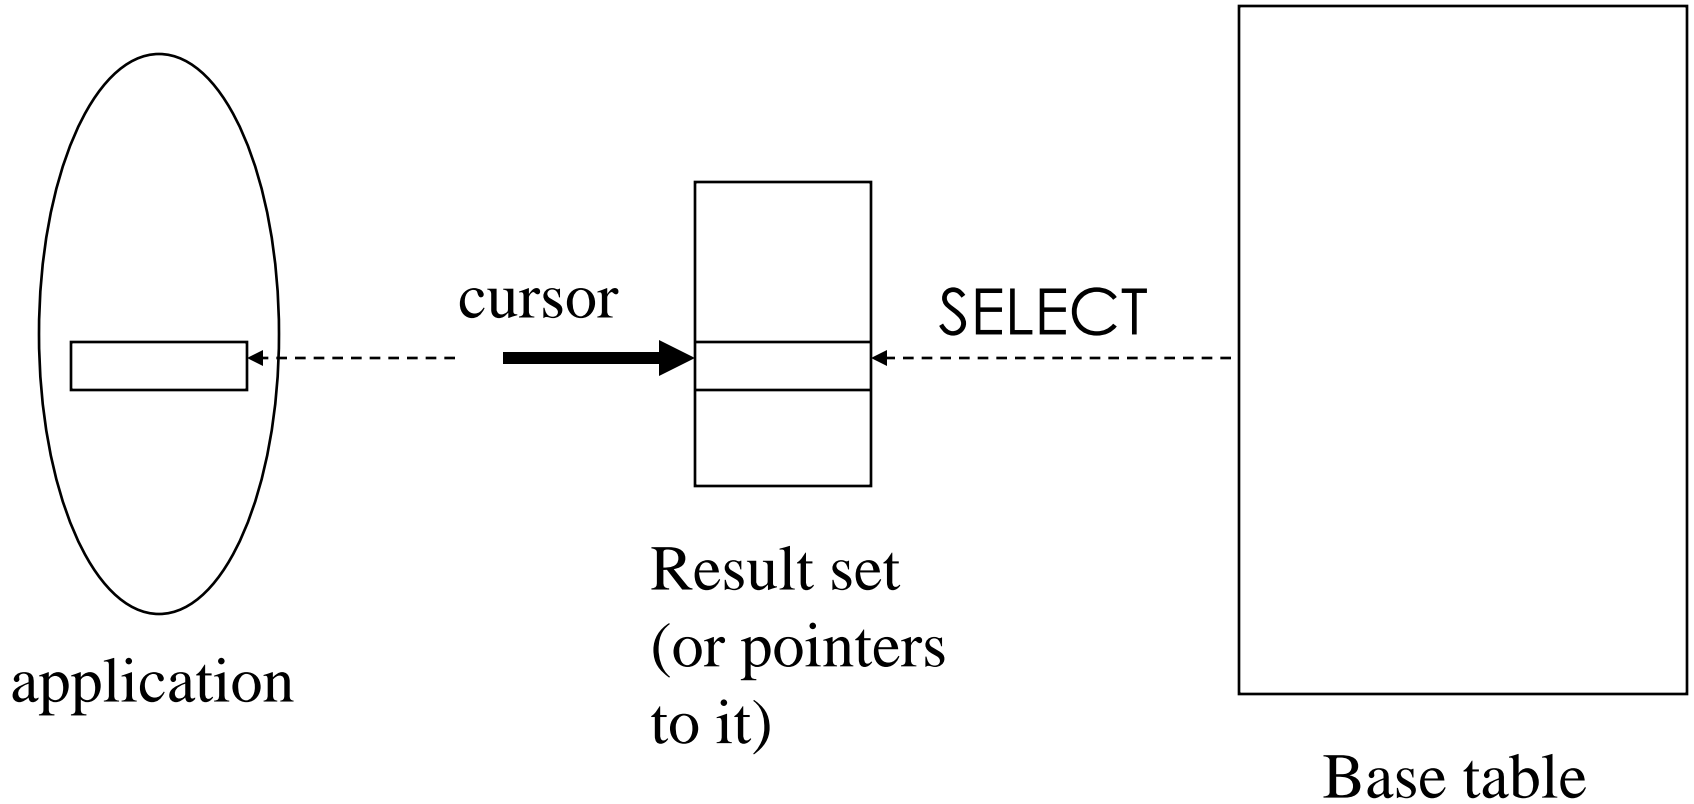 cursor
SELECT
Result set
(or pointers
to it)
application
Base table